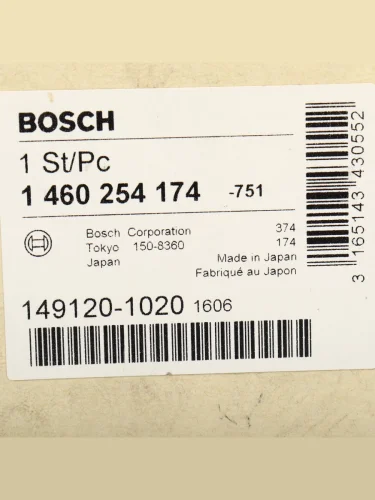 BOSCH
1 St/Pc
1 460 254 174 -751
Bosch Corporation 374
Tokyo 150-8360 174
Japan Made in Japan
Fabriqué au Japon
149120-1020 1606
3 165143 430552